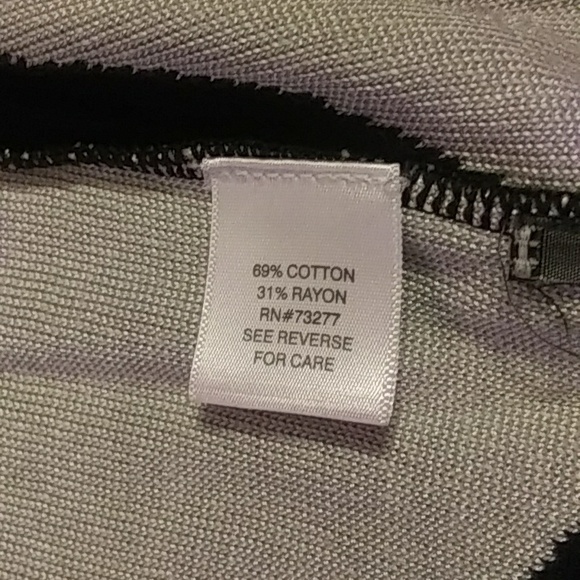 69% COTTON
31% RAYON
RN#73277
SEE REVERSE
FOR CARE